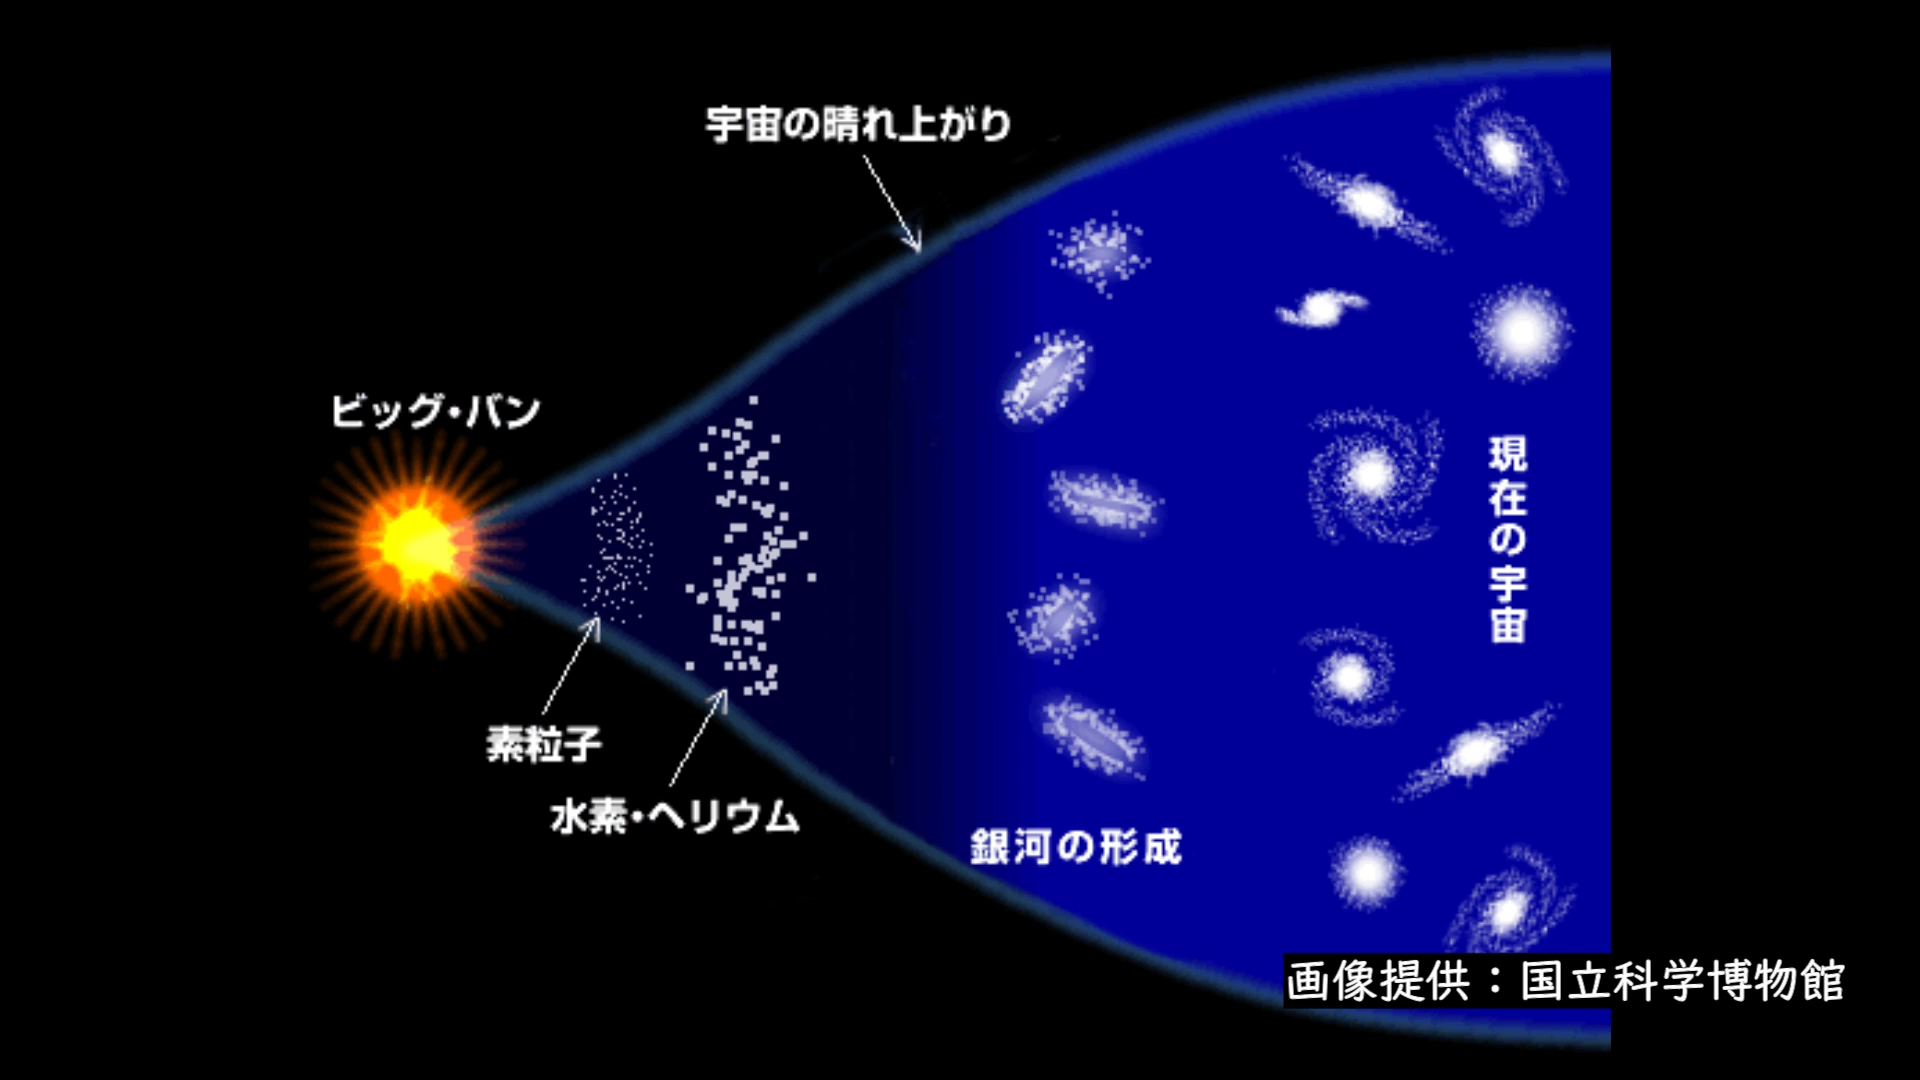 宇宙の晴れ上がり
ビッグ・バン
素粒子
水素・ヘリウム
銀河の形成
現在の宇宙
画像提供：国立科学博物館